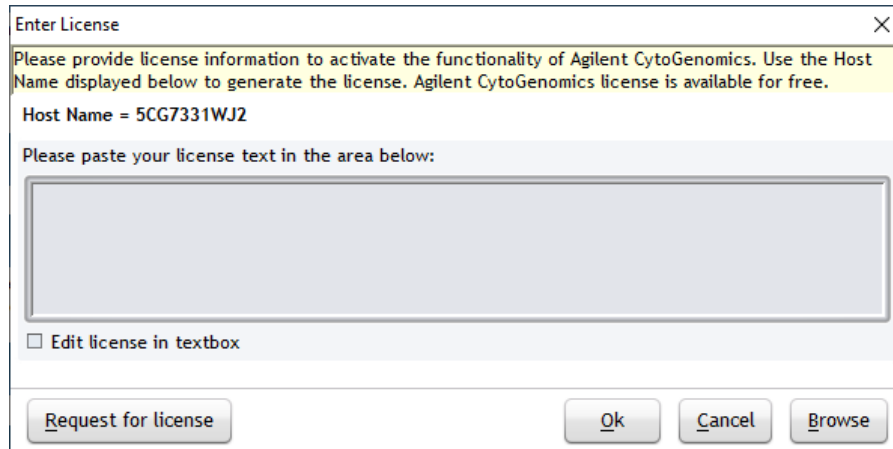 Enter License
Please provide license information to activate the functionality of Agilent CytoGenomics. Use the Host
Name displayed below to generate the license. Agilent CytoGenomics license is available for free.
Host Name = 5CG7331WJ2
Please paste your license text in the area below:
Edit license in textbox
Request for license
Ok
Cancel
Browse